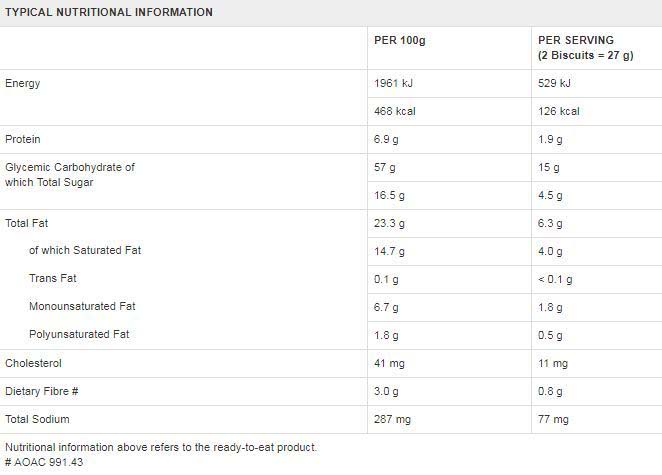 TYPICAL NUTRITIONAL INFORMATION
PER 100g PER SERVING
(2 Biscuits = 27 g)
Energy 1961 kJ 529 kJ
468 kcal 126 kcal
Protein 6.9 g 1.9 g
Glycemic Carbohydrate of 57 g 15 g
which Total Sugar
16.5 g 4.5 g
Total Fat 23.3 g 6.3 g
of which Saturated Fat 14.7 g 4.0 g
Trans Fat 0.1 g < 0.1 g
Monounsaturated Fat 6.7 g 1.8 g
Polyunsaturated Fat 1.8 g 0.5 g
Cholesterol 41 mg 11 mg
Dietary Fibre # 3.0 g 0.8 g
Total Sodium 287 mg 77 mg
Nutritional information above refers to the ready-to-eat product.
# AOAC 991.43